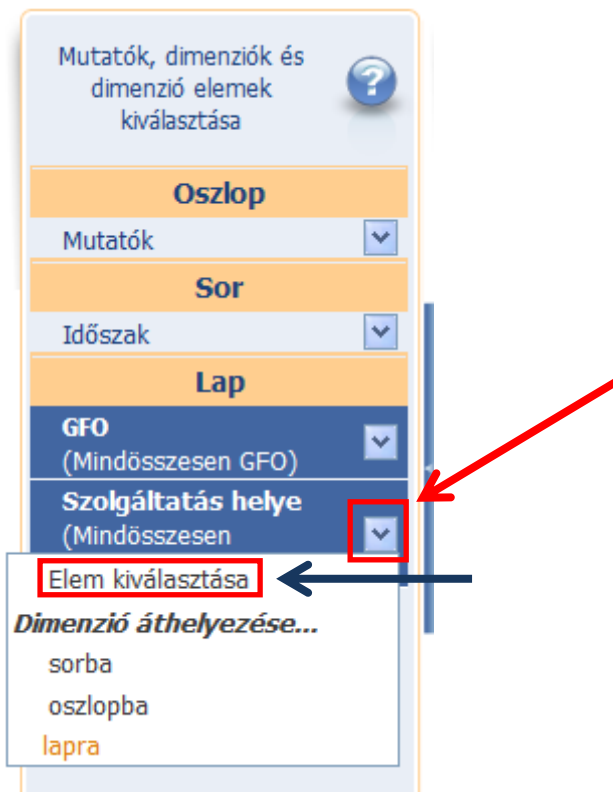 Mutatók, dimenziók és
dimenzió elemek
kiválasztása
?
Oszlop
Mutatók
Sor
Időszak
Lap
GFO
(Mindösszesen GFO)
Szolgáltatás helye
(Mindösszesen
Elem kiválasztása
Dimenzió áthelyezése...
sorba
oszlopba
lapra